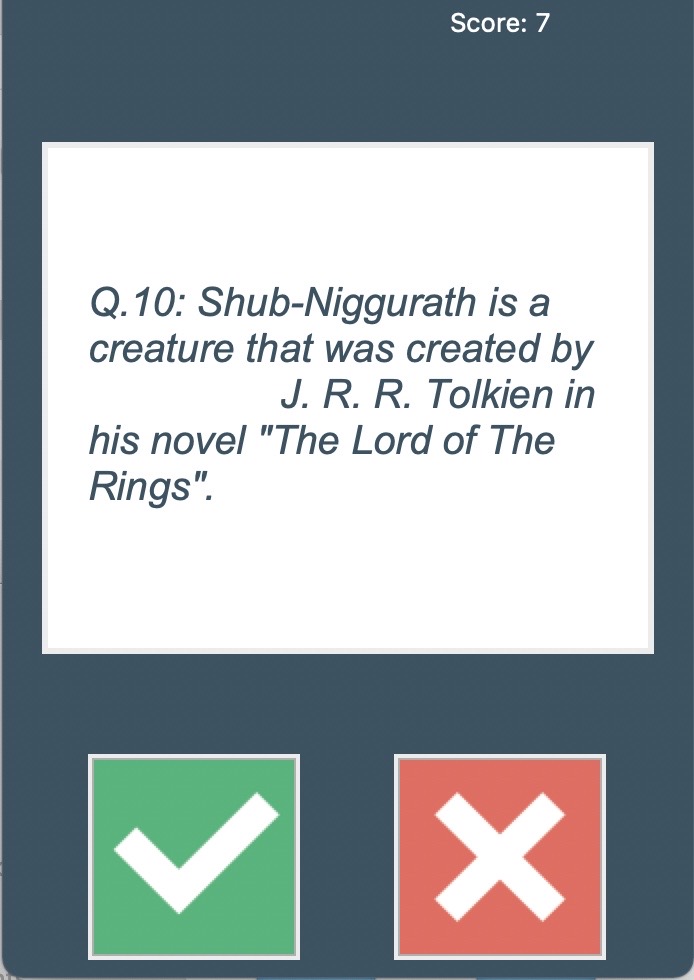 Score: 7
Q.10: Shub-Niggurath is a
creature that was created by
J. R. R. Tolkien in
his novel "The Lord of The
Rings".